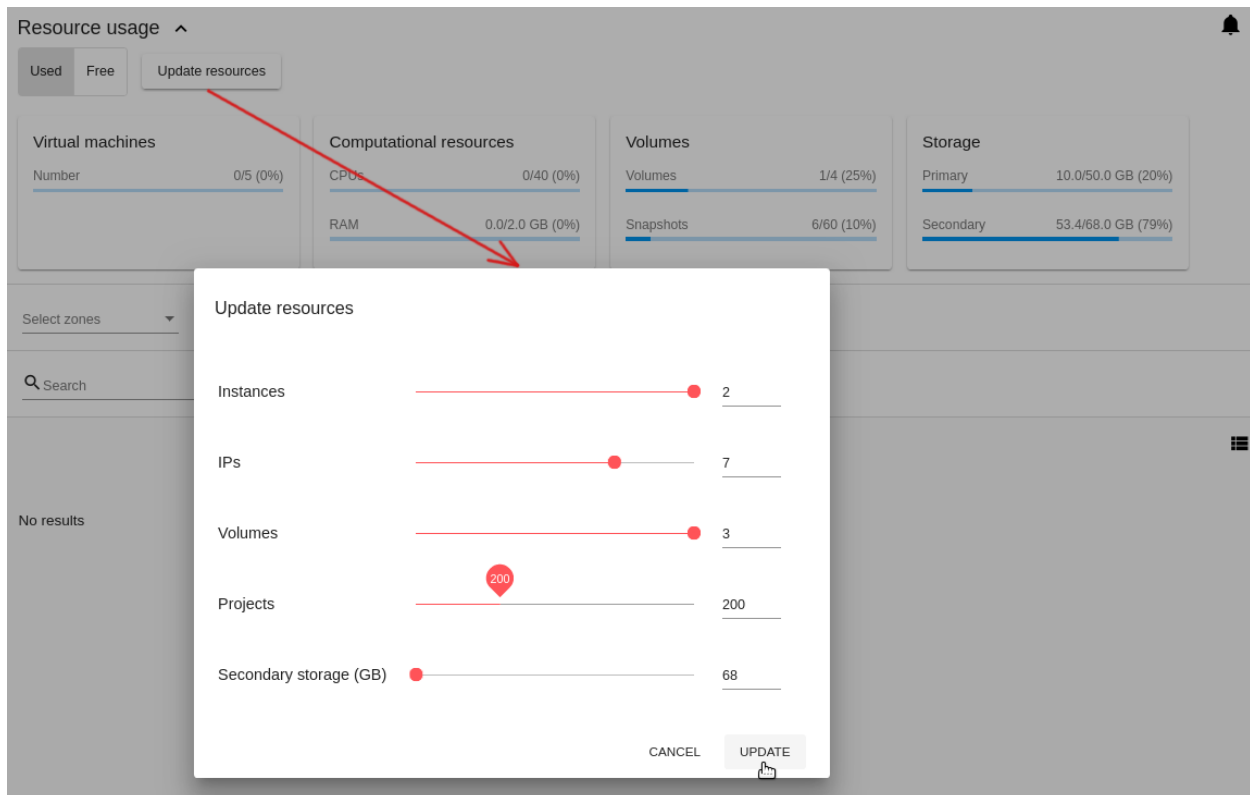 Resource usage
Used Free Update resources
Virtual machines Computational resources Volumes Storage
Number 0/5 (0%) CPUs 0/40 (0%) Volumes 1/4 (25%) Primary 10.0/50.0 GB (20%)
RAM 0.0/2.0 GB (0%) Snapshots 6/60 (10%) Secondary 53.4/68.0 GB (79%)
Select zones
Search
No results
Update resources
Instances 2
IPs 7
Volumes 3
200
Projects 200
Secondary storage (GB) 68
CANCEL UPDATE